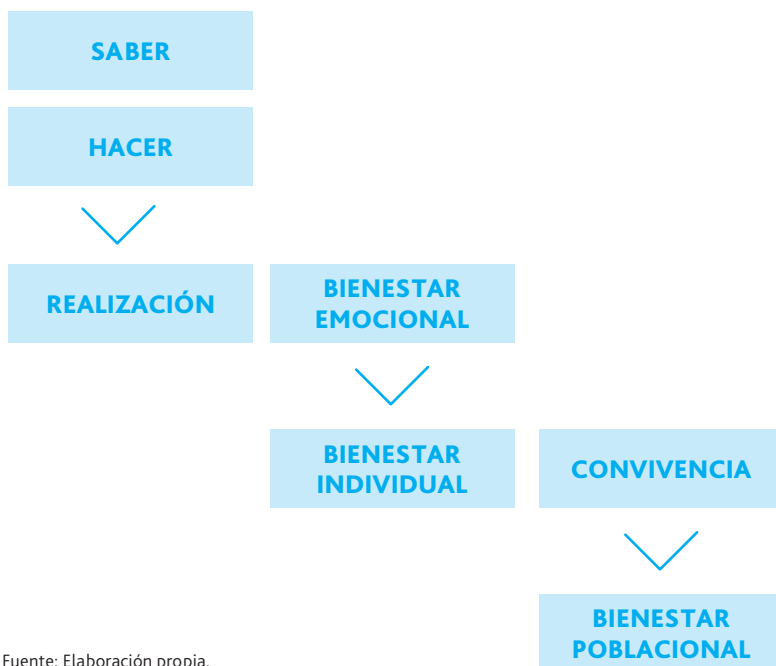 SABER
HACER
REALIZACIÓN
BIENESTAR
EMOCIONAL
BIENESTAR
INDIVIDUAL
CONVIVENCIA
BIENESTAR
POBLACIONAL
Fuente: Elaboración propia.